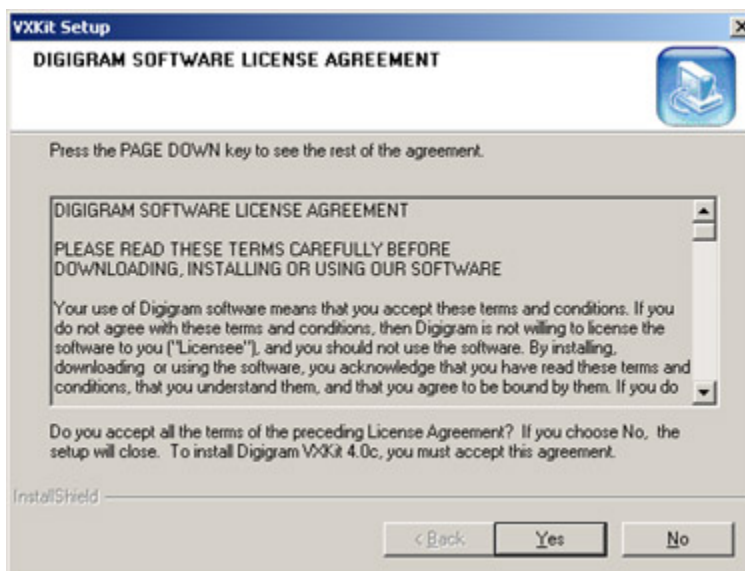 VXKit Setup
DIGIGRAM SOFTWARE LICENSE AGREEMENT
Press the PAGE DOWN key to see the rest of the agreement.
DIGIGRAM SOFTWARE LICENSE AGREEMENT
PLEASE READ THESE TERMS CAREFULLY BEFORE
DOWNLOADING, INSTALLING OR USING OUR SOFTWARE
Your use of Digigram software means that you accept these terms and conditions. If you
do not agree with these terms and conditions, then Digigram is not willing to license the
software to you ("Licensee"), and you should not use the software. By installing,
downloading  or using the software, you acknowledge that you have read these terms and
conditions, that you understand them, and that you agree to be bound by them. If you do
Do you accept all the terms of the preceding License Agreement?  If you choose No,  the
setup will close.  To install Digigram VXKit 4.0c, you must accept this agreement.
InstallShield
< Back
Yes
No